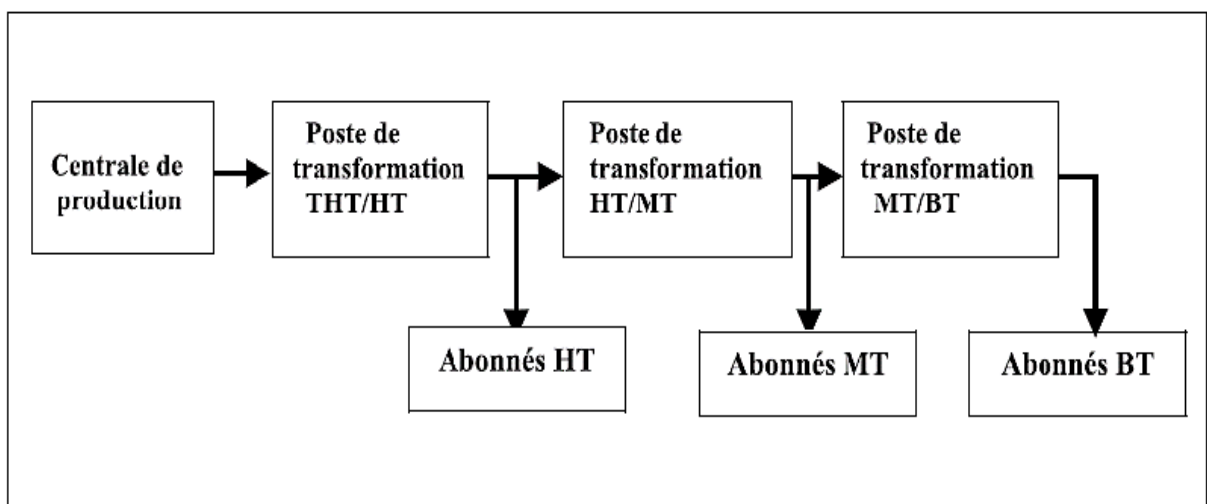 Centrale de
production
Poste de
transformation
THT/HT
Poste de
transformation
HT/MT
Poste de
transformation
MT/BT
Abonnés HT
Abonnés MT
Abonnés BT